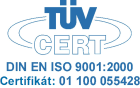 TÜV
CERT
DIN EN ISO 9001:2000
Certifikát: 01 100 055428